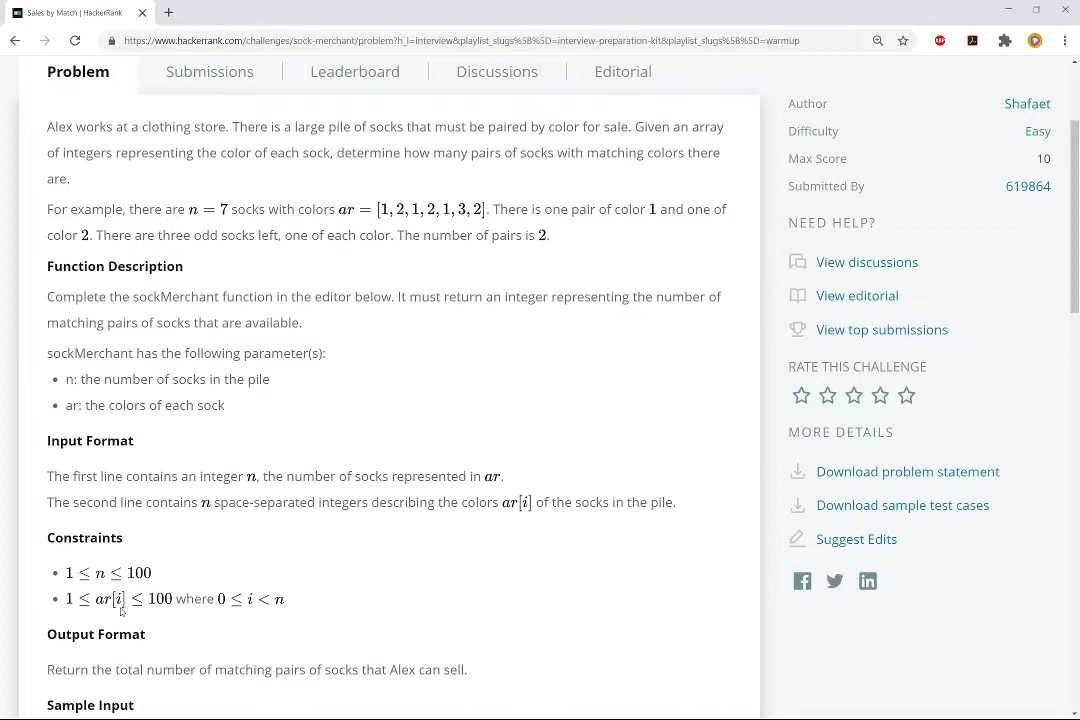 Sales by Match | HackerRank
https://www.hackerrank.com/challenges/sock-merchant/problem?h_l=interview&playlist_slugs%5B%5D=interview-preparation-kit&playlist_slugs%5B%5D=warmup
Problem Submissions Leaderboard Discussions Editorial
Alex works at a clothing store. There is a large pile of socks that must be paired by color for sale. Given an array
of integers representing the color of each sock, determine how many pairs of socks with matching colors there
are.
For example, there are n = 7 socks with colors ar = [1, 2, 1, 2, 1, 3, 2]. There is one pair of color 1 and one of
color 2. There are three odd socks left, one of each color. The number of pairs is 2.
Function Description
Complete the sockMerchant function in the editor below. It must return an integer representing the number of
matching pairs of socks that are available.
sockMerchant has the following parameter(s):
• n: the number of socks in the pile
• ar: the colors of each sock
Input Format
The first line contains an integer n, the number of socks represented in ar.
The second line contains n space-separated integers describing the colors ar[i] of the socks in the pile.
Constraints
• 1 ≤ n ≤ 100
• 1 ≤ ar[i] ≤ 100 where 0 ≤ i < n
Output Format
Return the total number of matching pairs of socks that Alex can sell.
Sample Input
Author Shafaet
Difficulty Easy
Max Score 10
Submitted By 619864
NEED HELP?
View discussions
View editorial
View top submissions
RATE THIS CHALLENGE
MORE DETAILS
Download problem statement
Download sample test cases
Suggest Edits